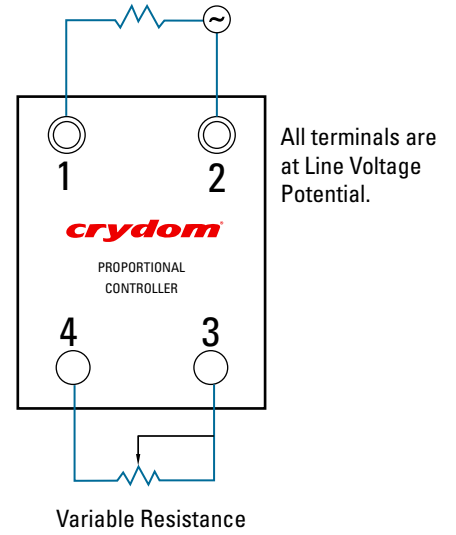 1
2
All terminals are
at Line Voltage
Potential.
crydom
PROPORTIONAL
CONTROLLER
4
3
Variable Resistance